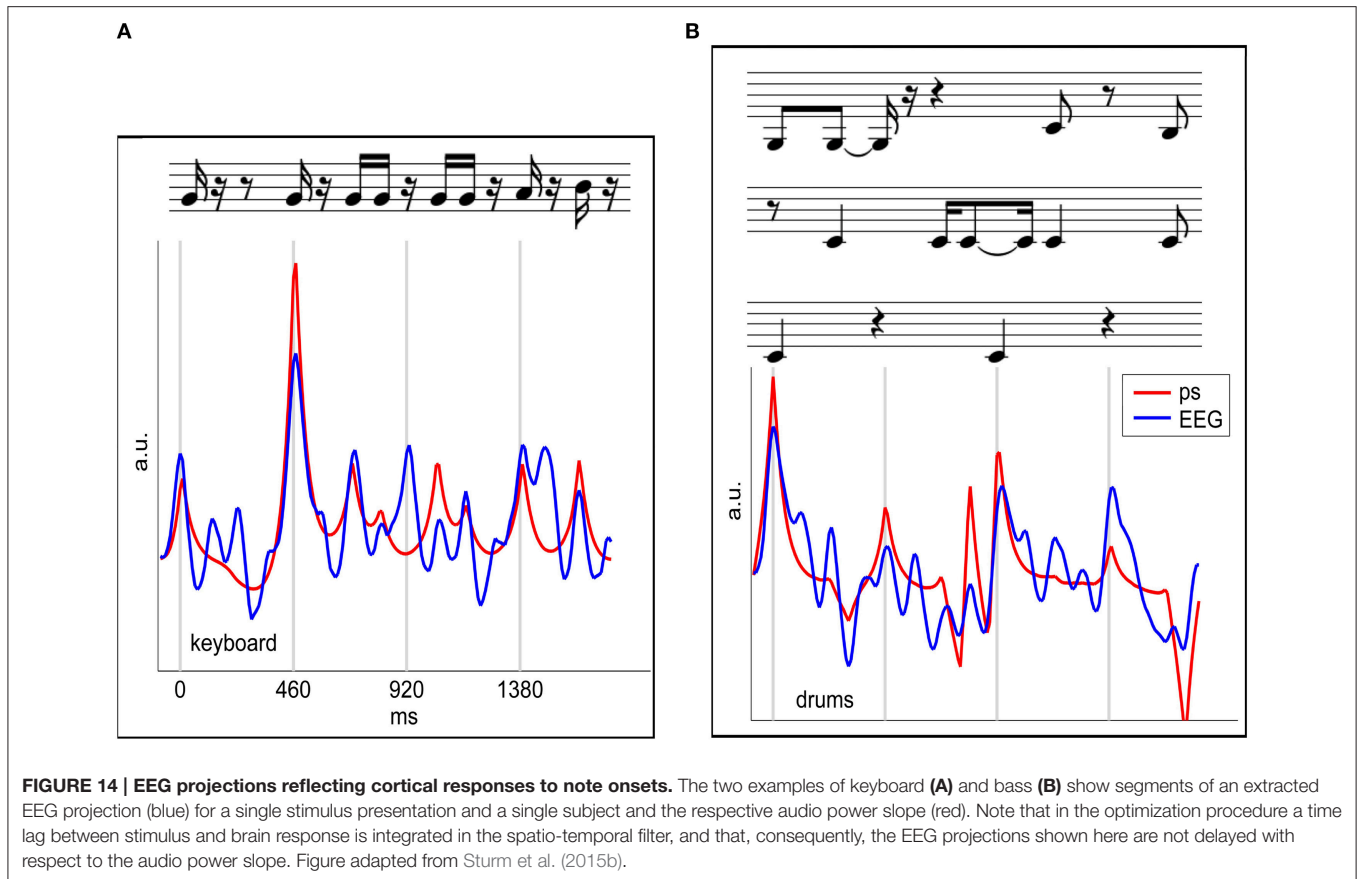 A
B
a.u.
keyboard
0 460 920 1380
ms
ps
EEG
a.u.
drums
FIGURE 14 | EEG projections reflecting cortical responses to note onsets. The two examples of keyboard (A) and bass (B) show segments of an extracted
EEG projection (blue) for a single stimulus presentation and a single subject and the respective audio power slope (red). Note that in the optimization procedure a time
lag between stimulus and brain response is integrated in the spatio-temporal filter, and that, consequently, the EEG projections shown here are not delayed with
respect to the audio power slope. Figure adapted from Sturm et al. (2015b).